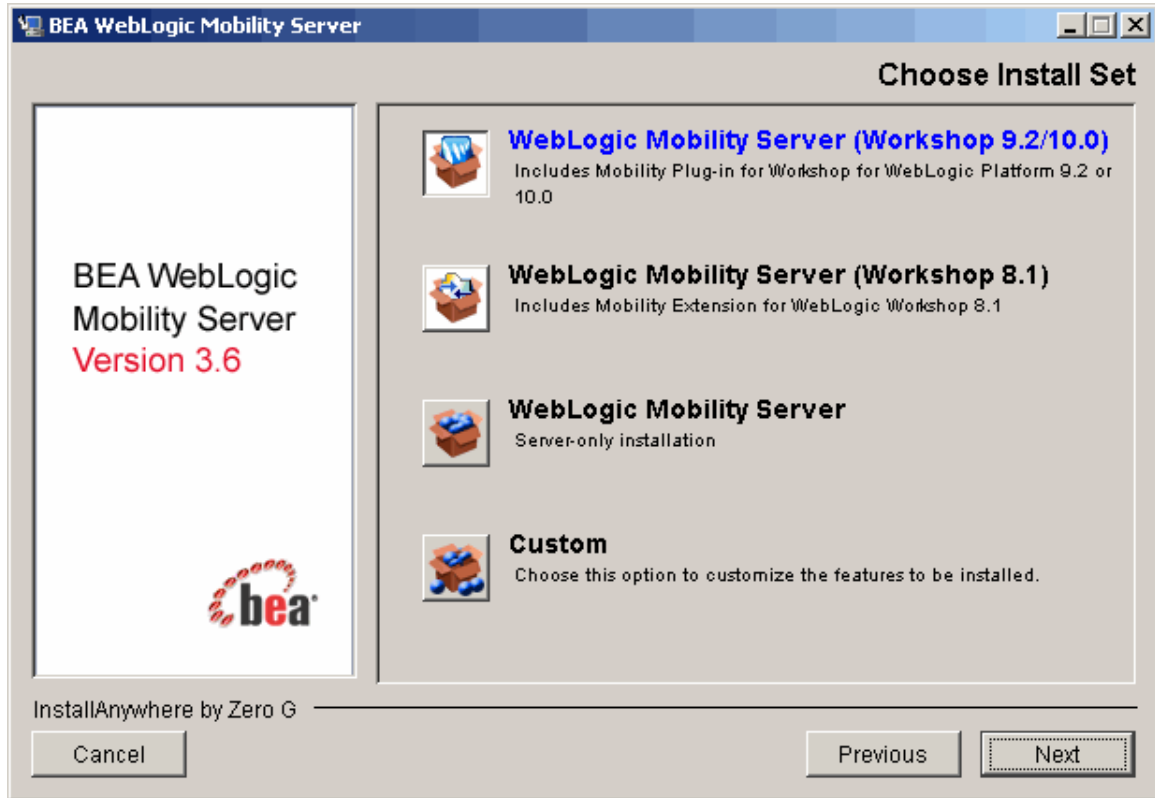 BEA WebLogic Mobility Server
Choose Install Set
BEA WebLogic
Mobility Server
Version 3.6
bea
WebLogic Mobility Server (Workshop 9.2/10.0)
Includes Mobility Plug-in for Workshop for WebLogic Platform 9.2 or
10.0
WebLogic Mobility Server (Workshop 8.1)
Includes Mobility Extension for WebLogic Workshop 8.1
WebLogic Mobility Server
Server-only installation
Custom
Choose this option to customize the features to be installed.
InstallAnywhere by Zero G
Cancel
Previous
Next